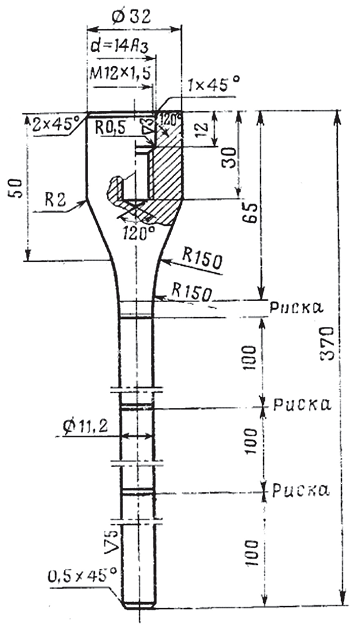 Ø32
d=14A₃
M12×1,5
1×45°
2×45°
R0,5
▽3
120°
12
30
50
65
R2
120°
R150
R150
Риска
370
100
Риска
Ø11,2
100
Риска
100
▽5
0,5×45°